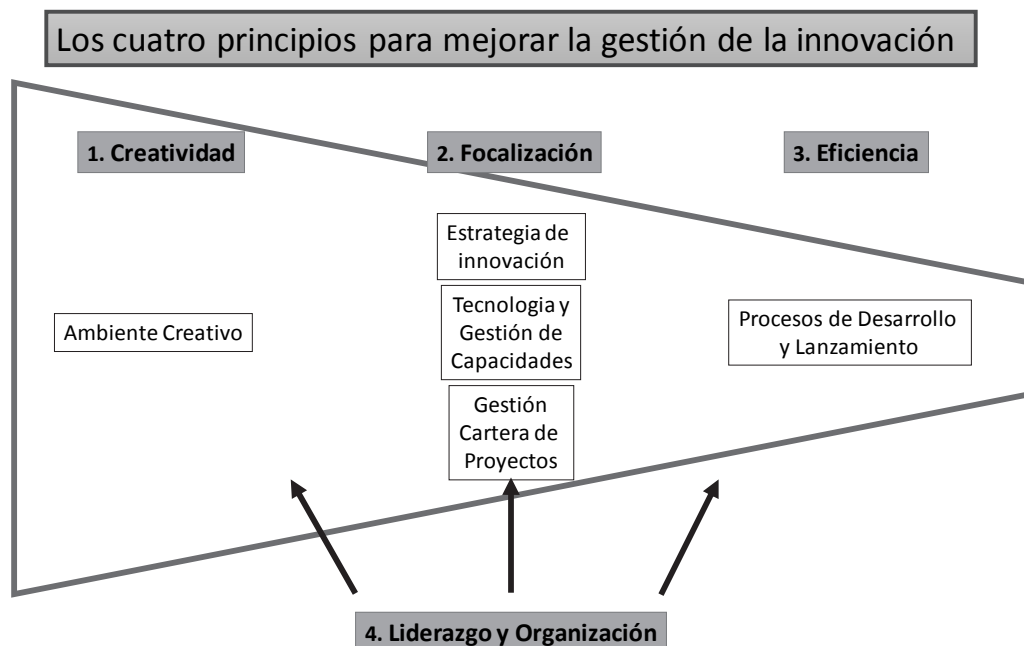 Los cuatro principios para mejorar la gestión de la innovación
1. Creatividad
2. Focalización
3. Eficiencia
Estrategia de
innovación
Ambiente Creativo
Tecnologia y
Gestión de
Capacidades
Procesos de Desarrollo
y Lanzamiento
Gestión
Cartera de
Proyectos
4. Liderazgo y Organización